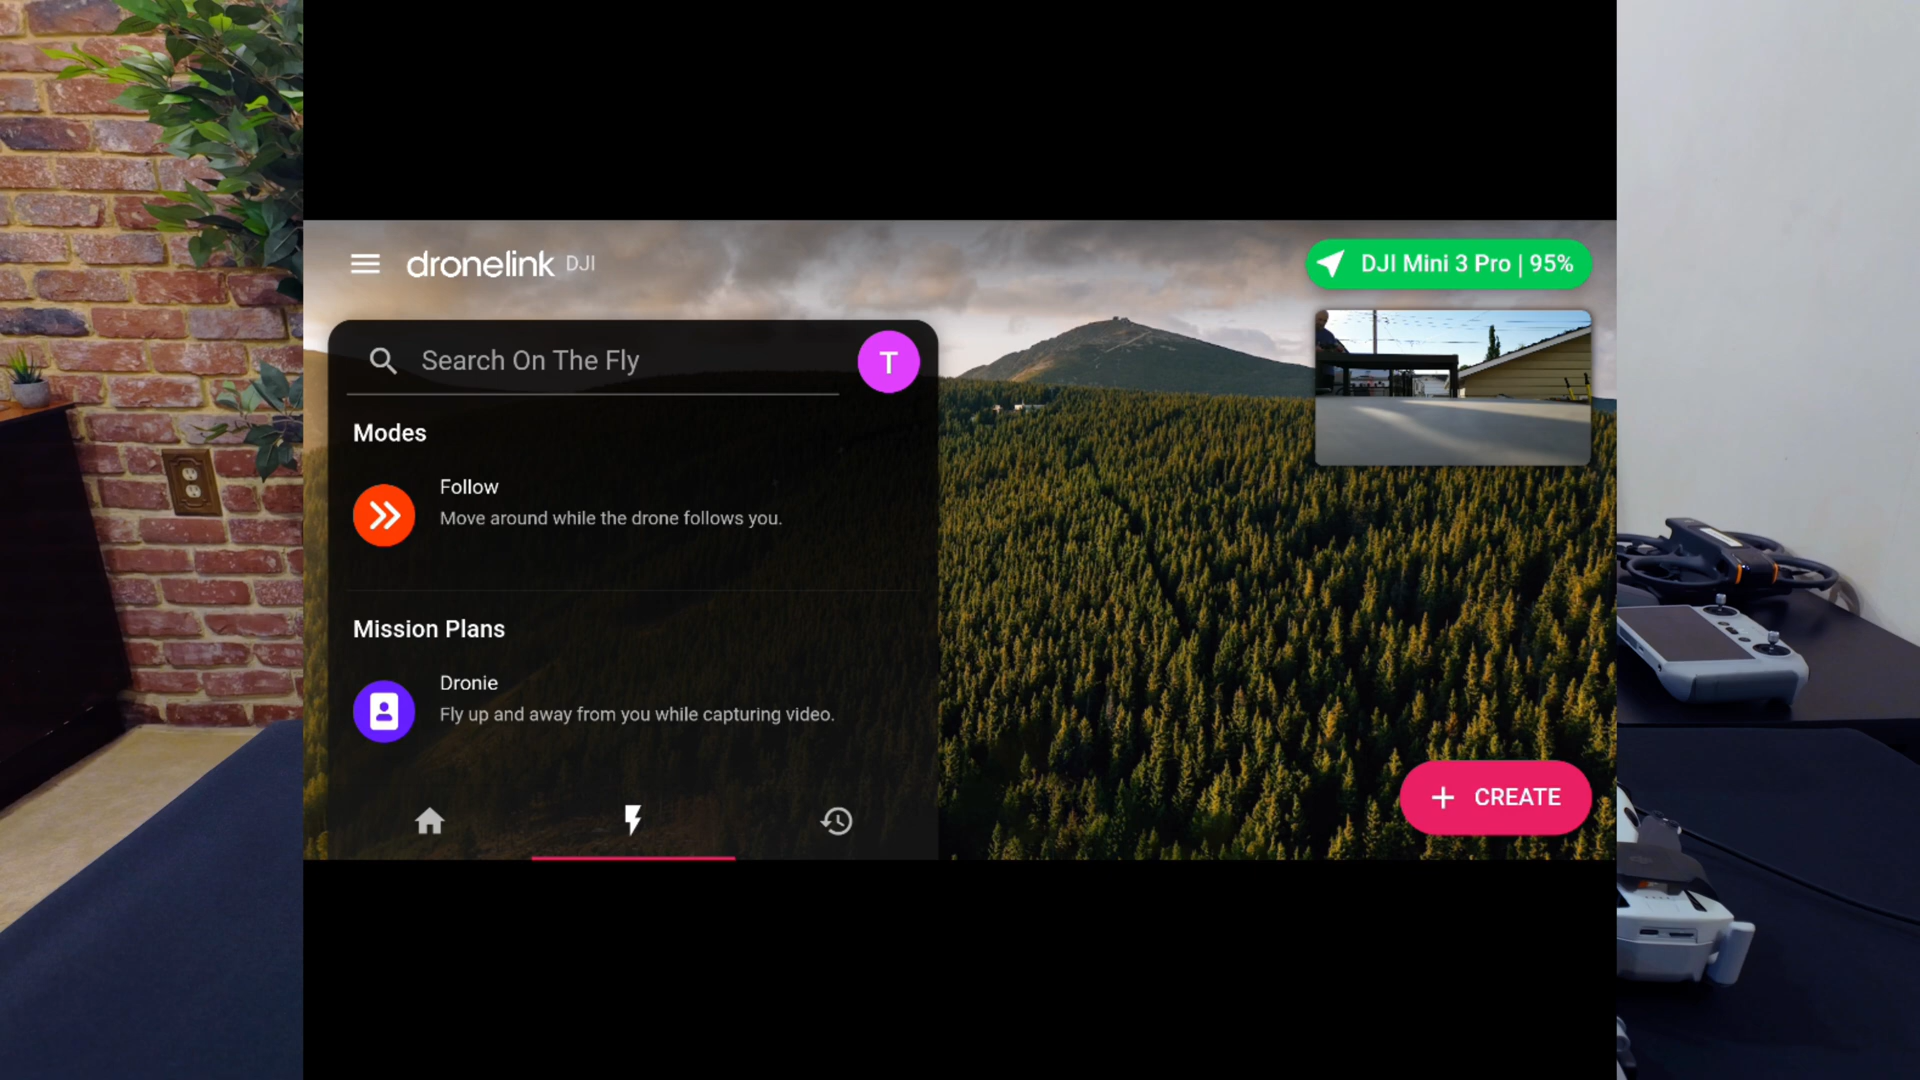 dronelink DJI
DJI Mini 3 Pro | 95%
Search On The Fly
T
Modes
Follow
Move around while the drone follows you.
Mission Plans
Dronie
Fly up and away from you while capturing video.
+ CREATE